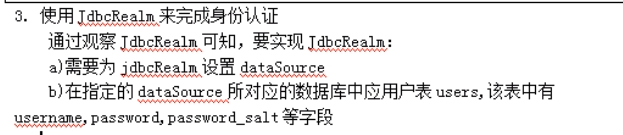 3. 使用JdbcRealm来完成身份认证
通过观察JdbcRealm可知，要实现JdbcRealm：
a)需要为jdbcRealm设置dataSource
b)在指定的dataSource所对应的数据库中应用户表users,该表中有
username,password,password_salt等字段